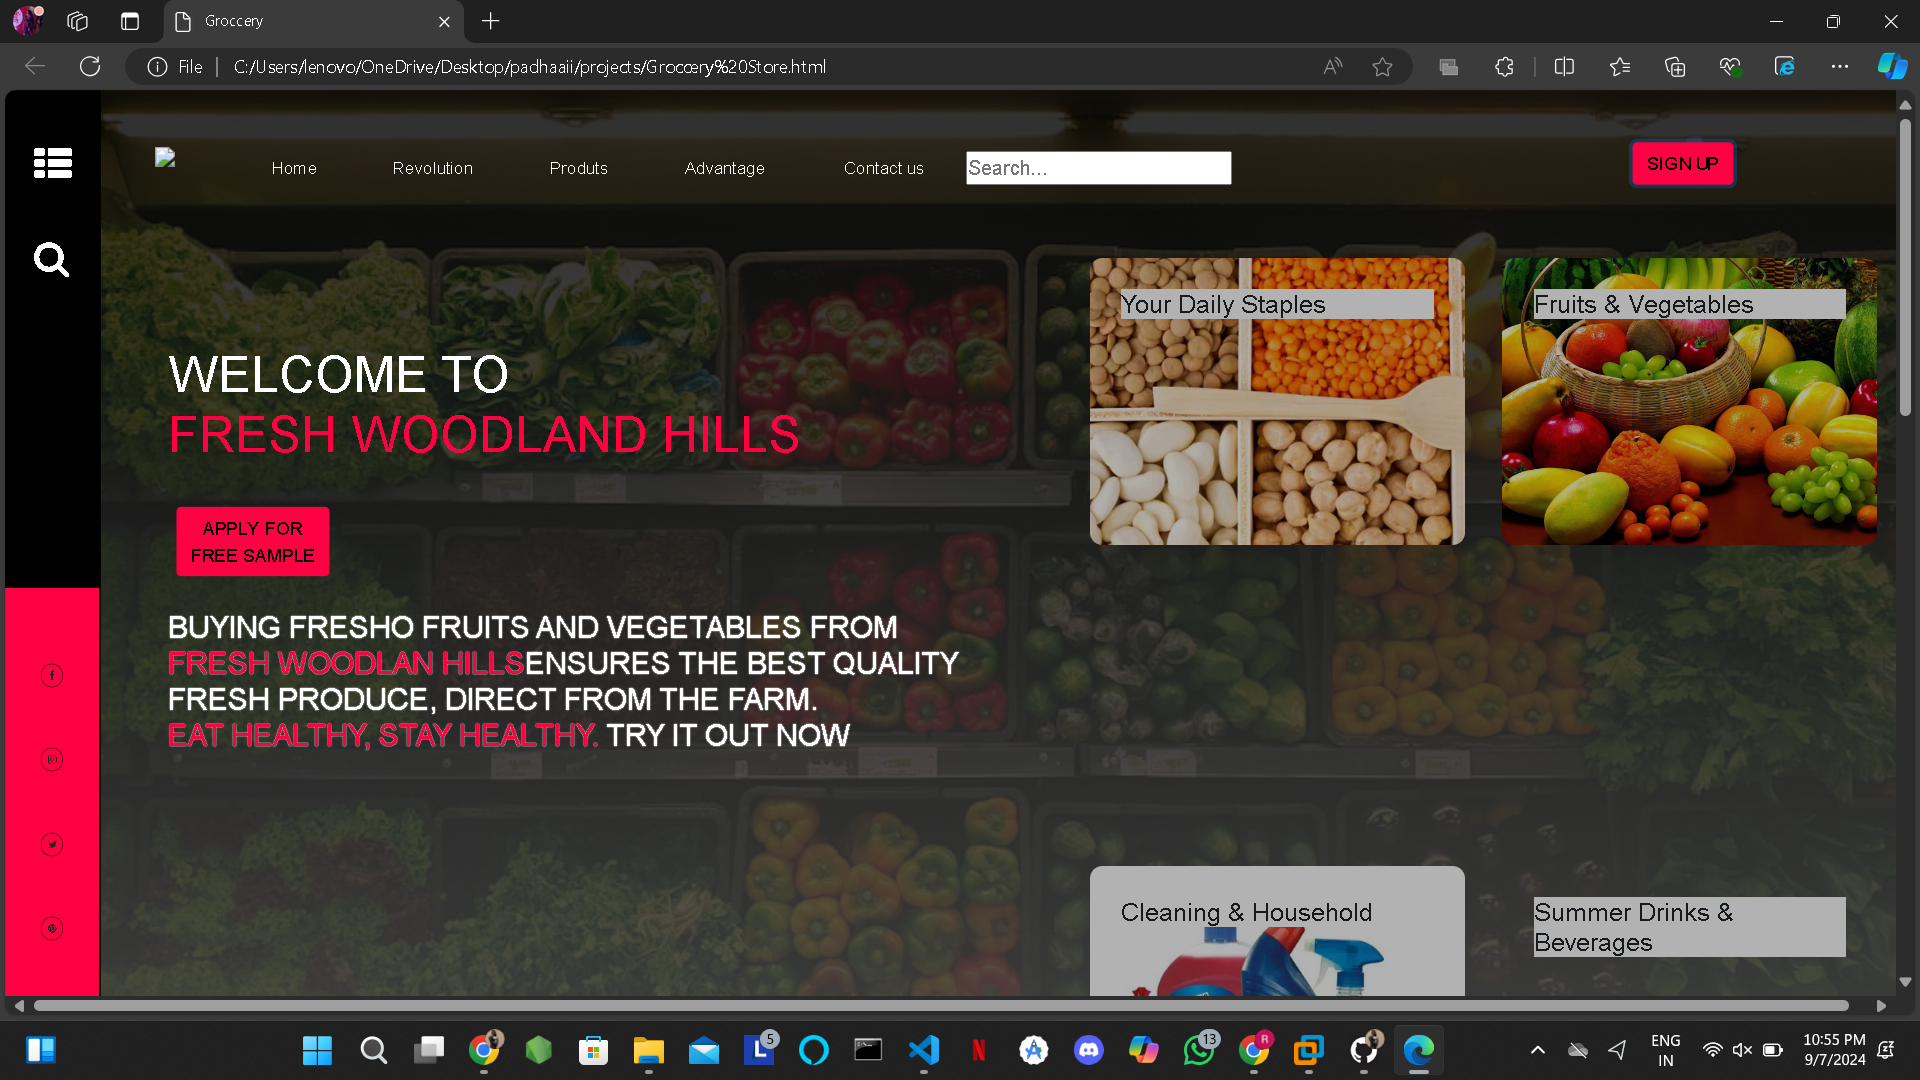 Groccery
File
C:/Users/lenovo/OneDrive/Desktop/padhaaii/projects/Groccery%20Store.html
Home
Revolution
Produts
Advantage
Contact us
Search...
SIGN UP
Your Daily Staples
Fruits & Vegetables
WELCOME TO
FRESH WOODLAND HILLS
APPLY FOR
FREE SAMPLE
BUYING FRESHO FRUITS AND VEGETABLES FROM
FRESH WOODLAN HILLSENSURES THE BEST QUALITY
FRESH PRODUCE, DIRECT FROM THE FARM.
EAT HEALTHY, STAY HEALTHY. TRY IT OUT NOW
Cleaning & Household
Summer Drinks &
Beverages
5
13
R
ENG
IN
10:55 PM
9/7/2024